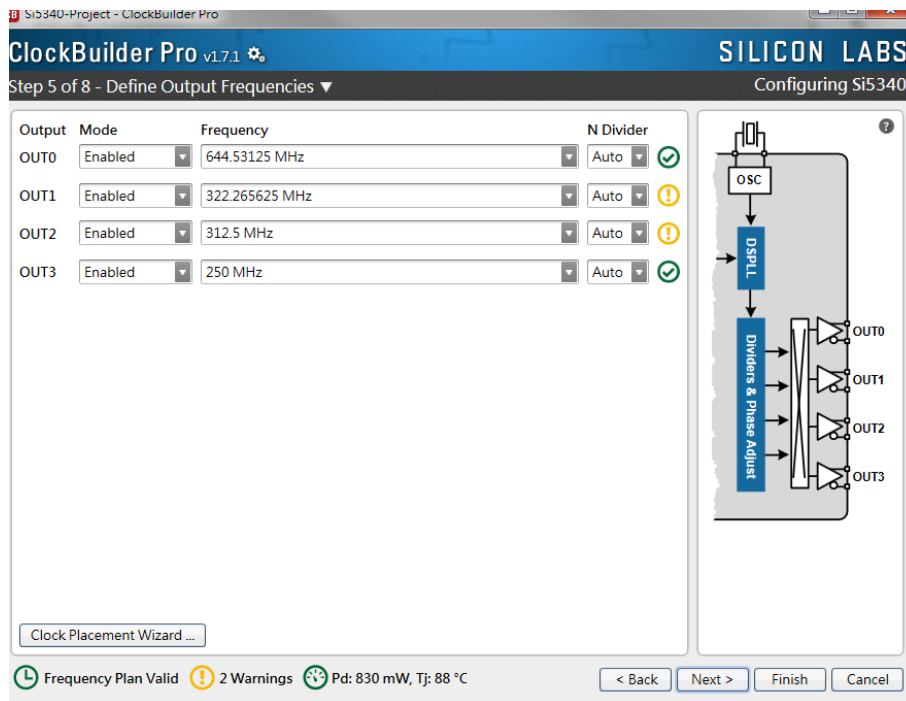 Si5340-Project - ClockBuilder Pro
ClockBuilder Pro v1.7.1
SILICON LABS
Step 5 of 8 - Define Output Frequencies ▼
Configuring Si5340
Output Mode Frequency N Divider
OUT0 Enabled 644.53125 MHz Auto
OUT1 Enabled 322.265625 MHz Auto
OUT2 Enabled 312.5 MHz Auto
OUT3 Enabled 250 MHz Auto
?
OSC
DSPLL
Dividers & Phase Adjust
OUT0
OUT1
OUT2
OUT3
Clock Placement Wizard ...
Frequency Plan Valid 2 Warnings Pd: 830 mW, Tj: 88 °C
< Back Next > Finish Cancel